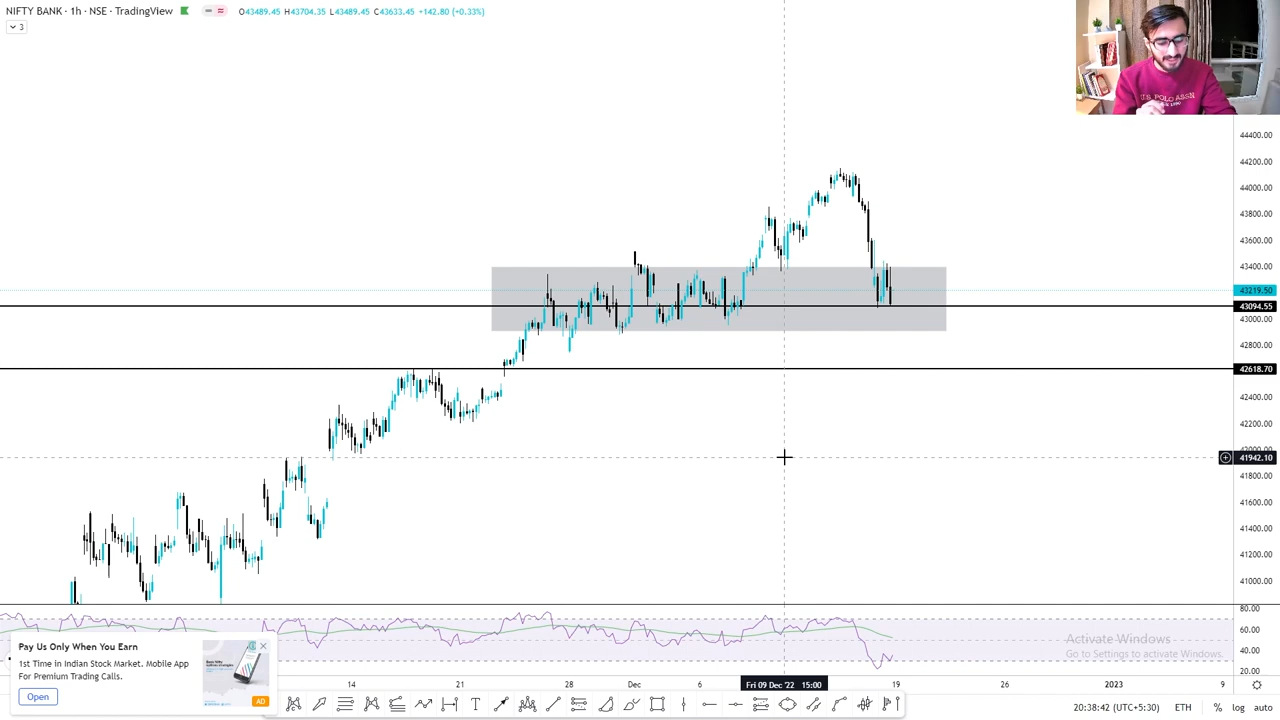 NIFTY BANK · 1h · NSE · TradingView
O43489.45 H43704.35 L43489.45 C43633.45 +142.80 (+0.33%)
3
U.S. POLO ASSN.
44400.00
44200.00
44000.00
43800.00
43600.00
43400.00
43219.50
43094.55
43000.00
42800.00
42618.70
42400.00
42200.00
41942.10
41800.00
41600.00
41400.00
41200.00
41000.00
80.00
60.00
40.00
20.00
Activate Windows
Go to Settings to activate Windows.
Pay Us Only When You Earn
1st Time in Indian Stock Market. Mobile App
For Premium Trading Calls.
Open
AD
14
21
28
Dec
6
Fri 09 Dec '22 15:00
19
26
2023
20:38:42 (UTC+5:30)
ETH
%
log
auto